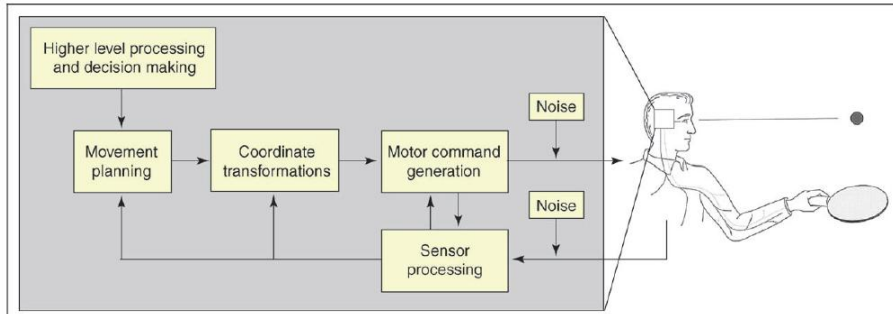 Higher level processing
and decision making
Noise
Movement
planning
Coordinate
transformations
Motor command
generation
Noise
Sensor
processing